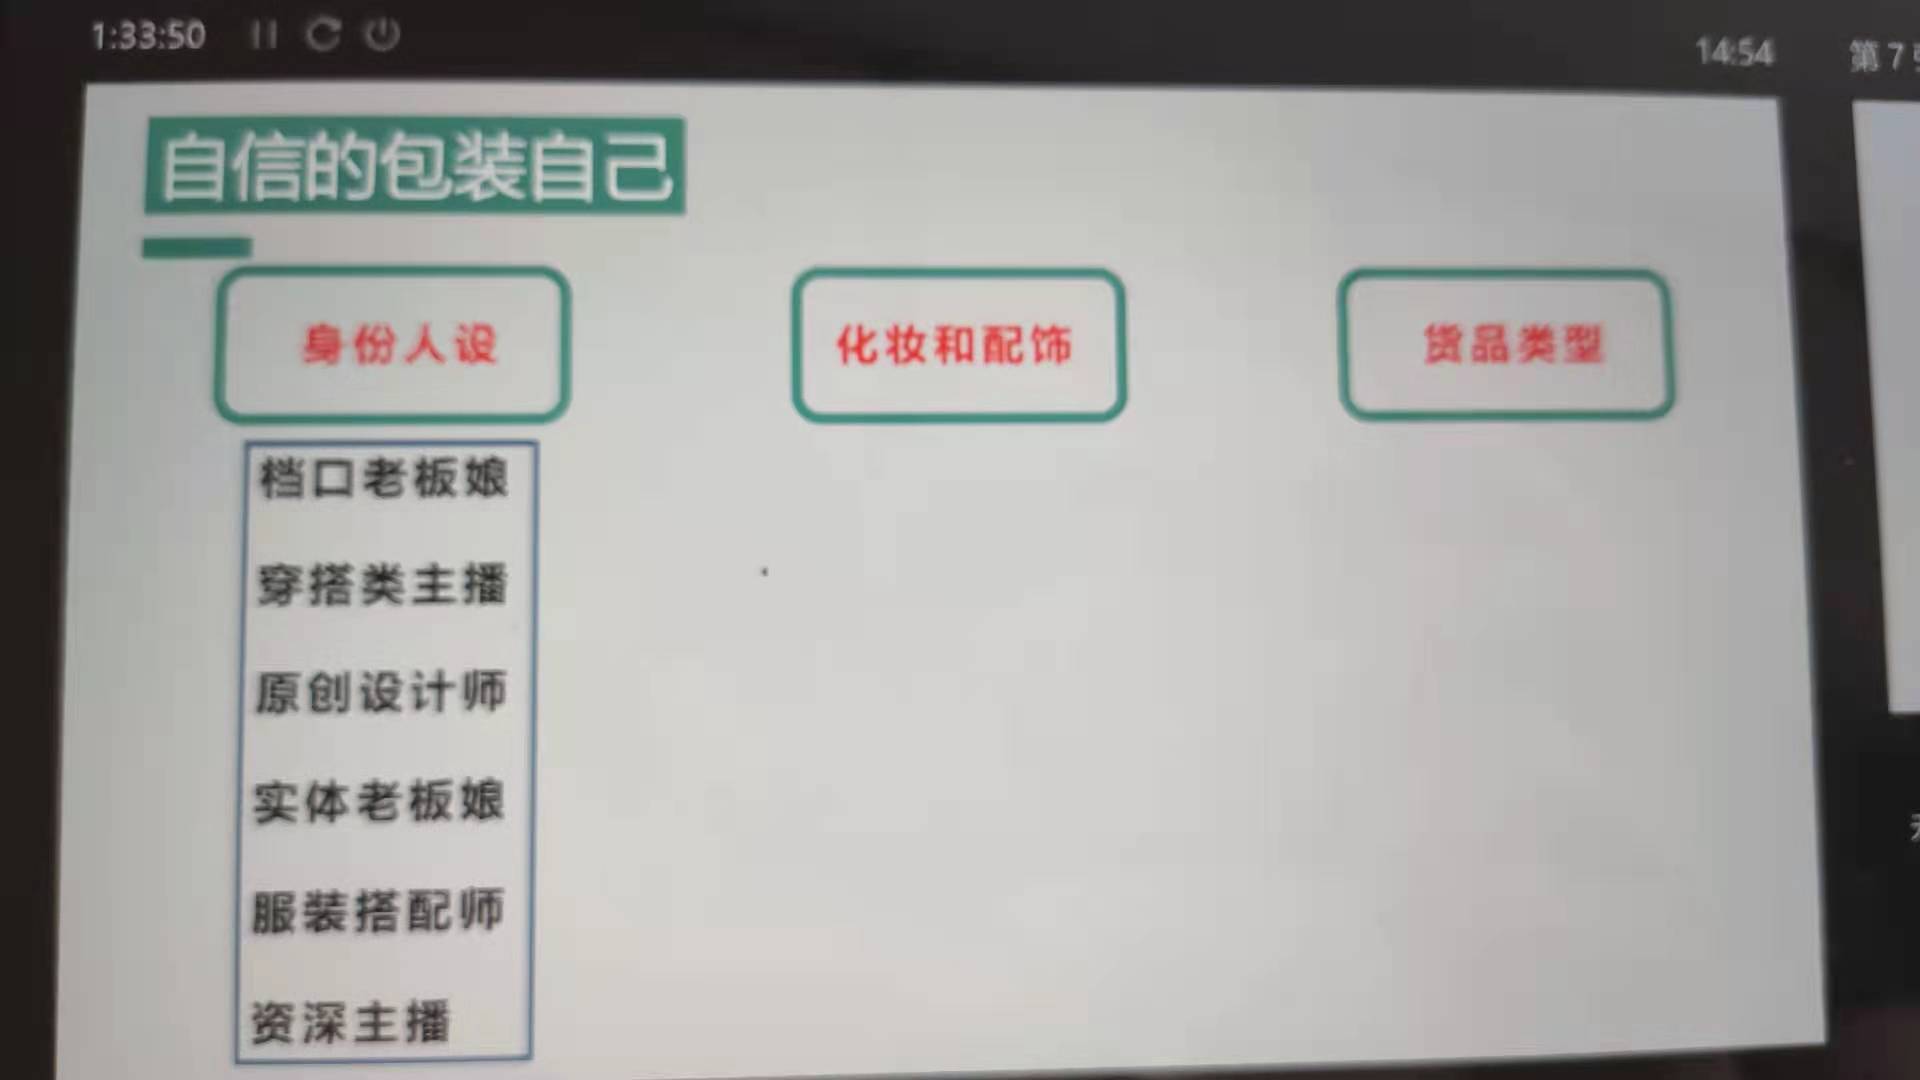 1:33:50
14:54
第 7
自信的包装自己
身份人设
化妆和配饰
货品类型
档口老板娘
穿搭类主播
原创设计师
实体老板娘
服装搭配师
资深主播